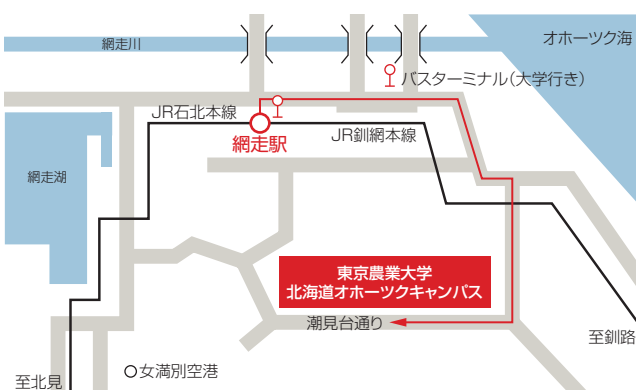 オホーツク海
網走川
バスターミナル(大学行き)
JR石北本線
網走駅
JR釧網本線
網走湖
東京農業大学
北海道オホーツクキャンパス
潮見台通り
至釧路
女満別空港
至北見